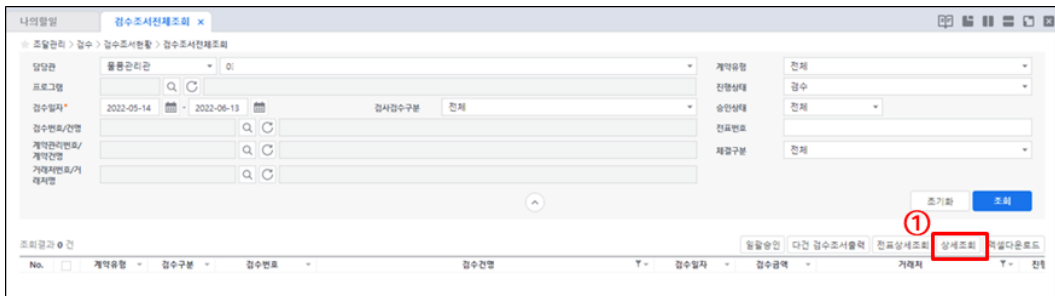 나의할일 검수조서전체조회 ×
조달관리 > 검수 > 검수조서현황 > 검수조서전체조회
담당관 물품관리관 계약유형 전체
프로그램 진행상태 검수
검수일자* 2022-05-14 - 2022-06-13 검사검수구분 전체 승인상태 전체
검수번호/건명 전표번호
계약관리번호/ 체결구분 전체
계약건명
거래처번호/거
래처명
초기화 조회
①
조회결과 0 건 일괄승인 다건 검수조서출력 전표상세조회 상세조회 엑셀다운로드
No. 계약유형 검수구분 검수번호 검수건명 검수일자 검수금액 거래처 진행